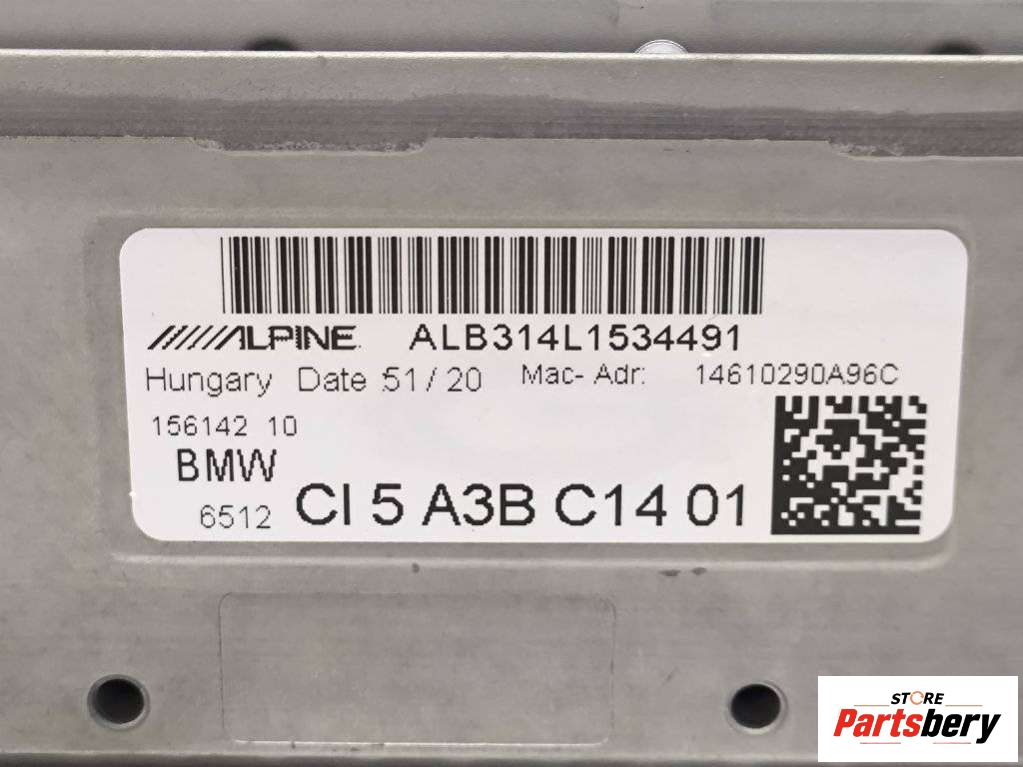 ALPINE ALB314L1534491
Hungary Date :51/20 Mac- Adr: 14610290A96C
156142 10
BMW
6512 CI 5 A3B C14 01
STORE
Partsbery